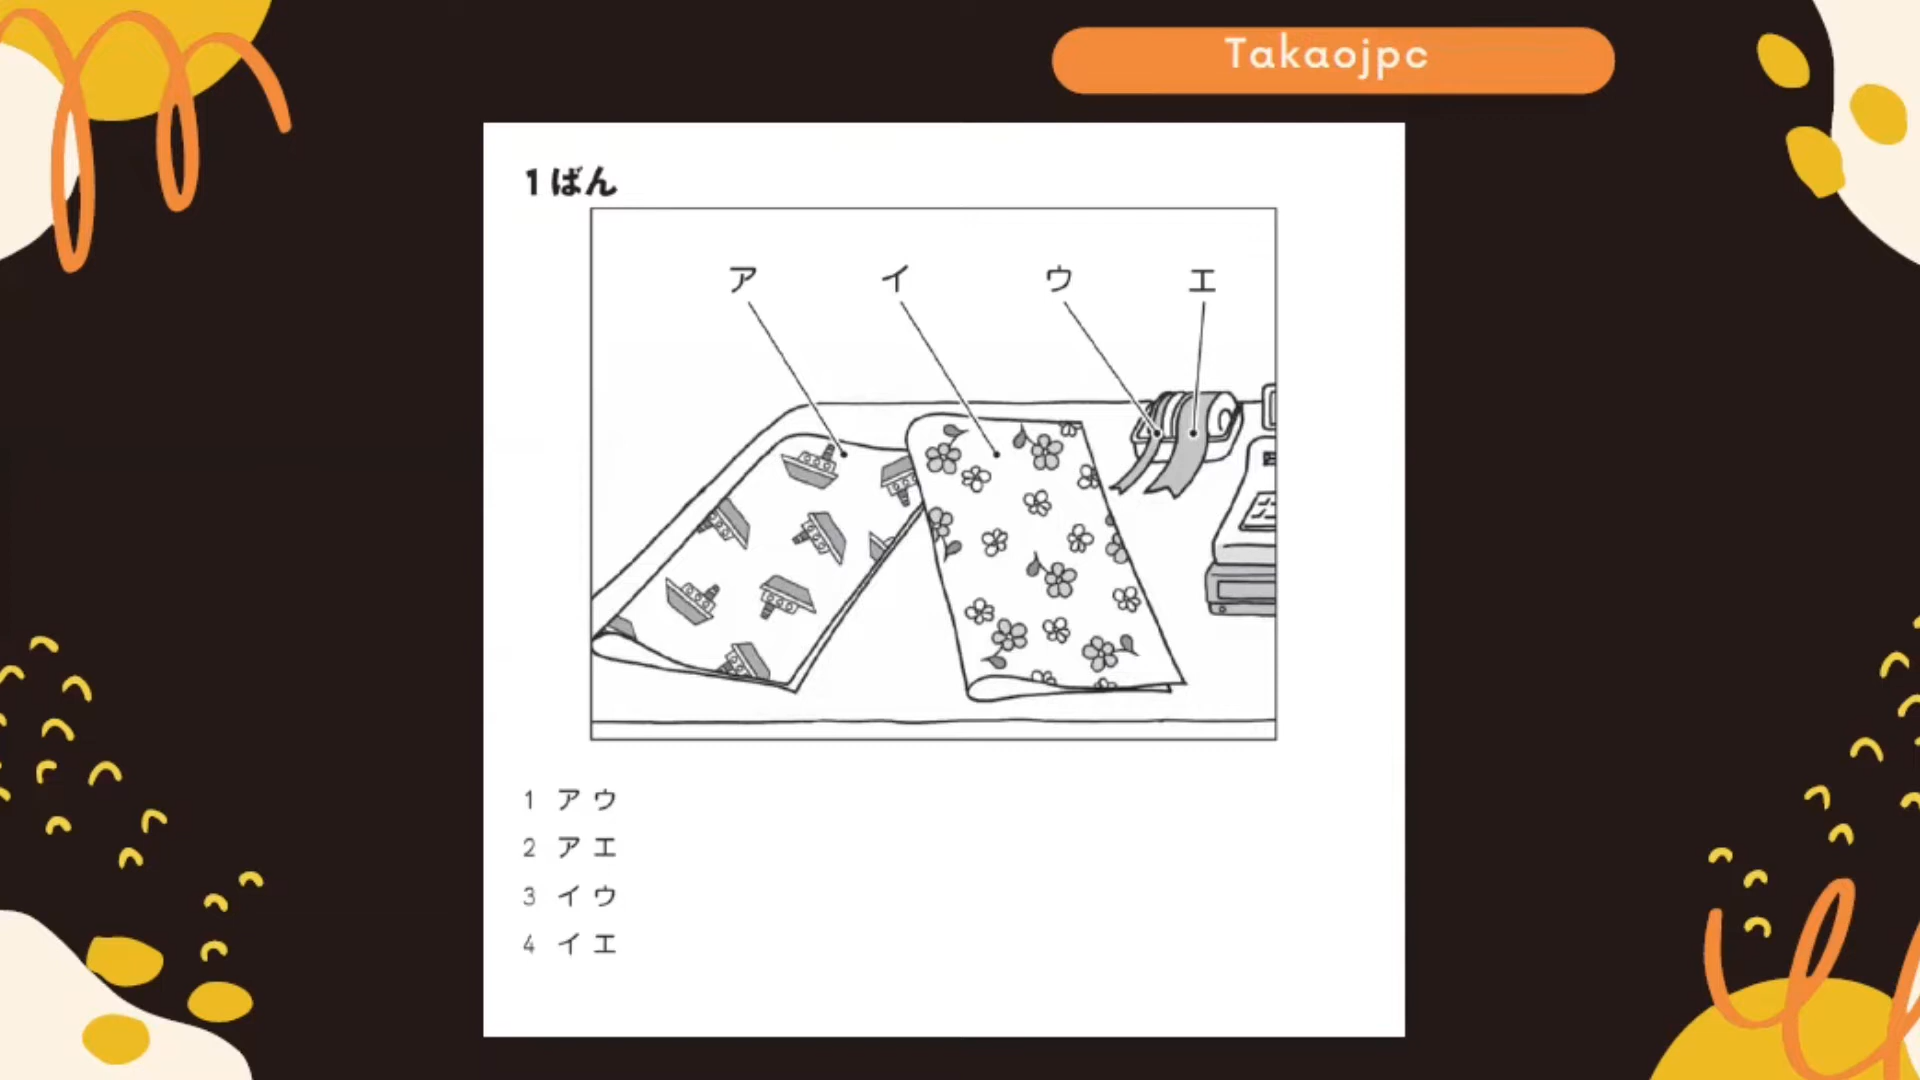 Takaojpc
1ばん
ア イ ウ エ
1 ア ウ
2 ア エ
3 イ ウ
4 イ エ